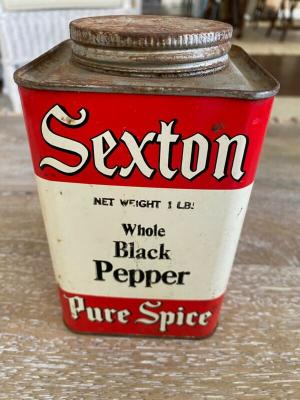 Sexton
NET WEIGHT 1 LB.
Whole
Black
Pepper
Pure Spice